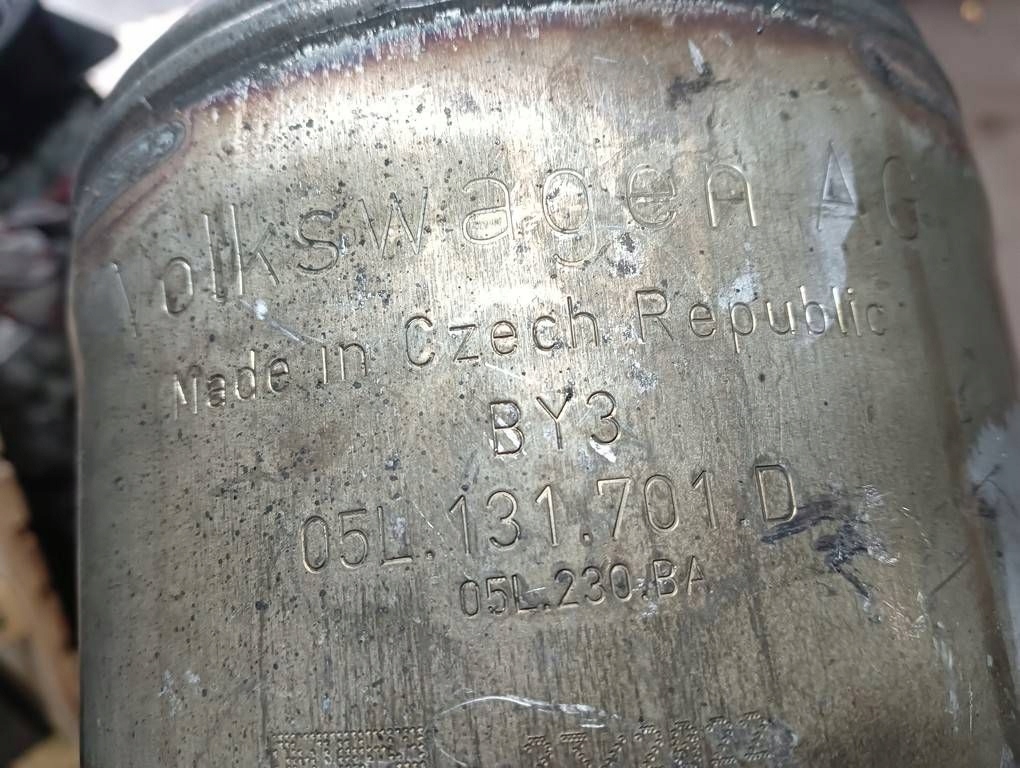 Volkswagen AG
Made in Czech Republic
BY3
05L.131.701.D
05L.230.BA